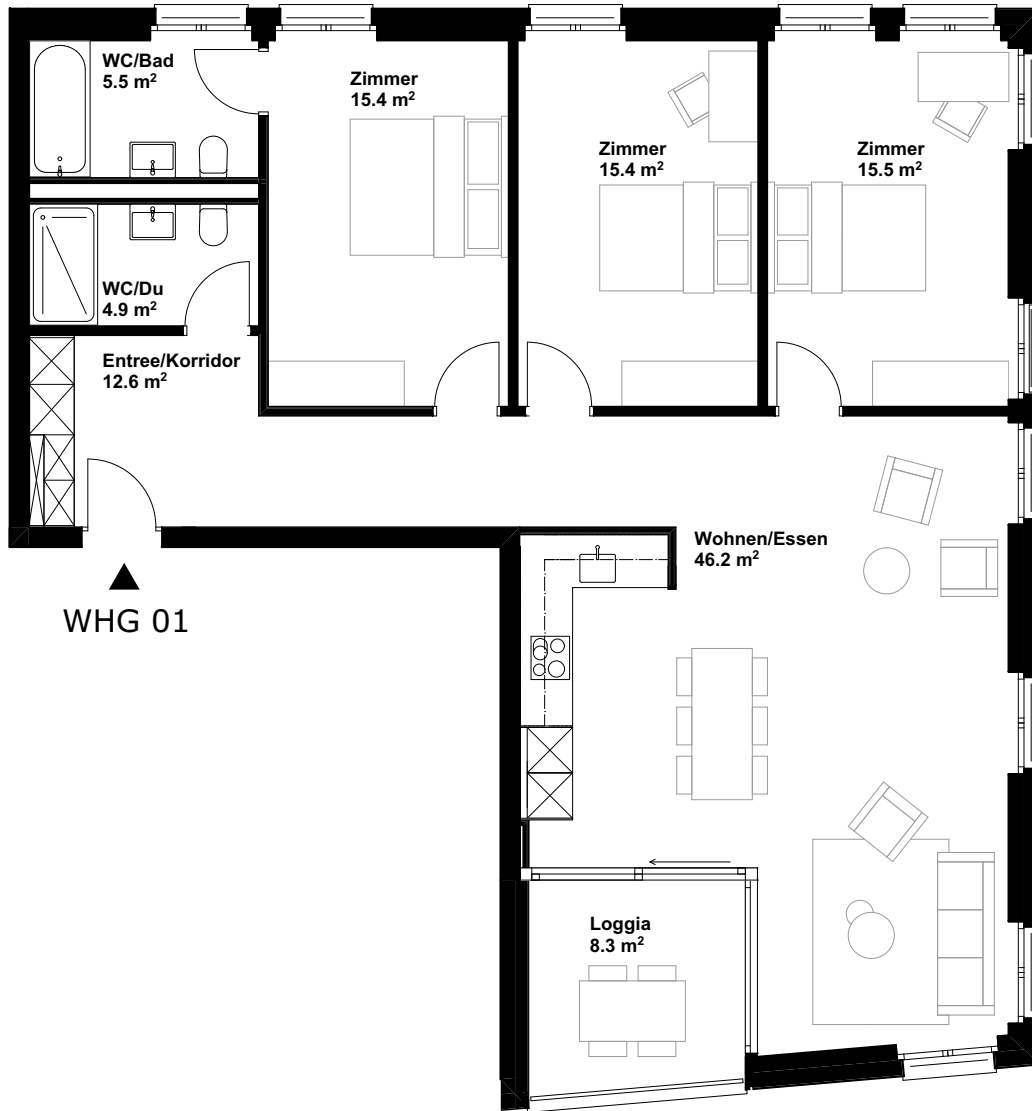 WC/Bad
5.5 m²
Zimmer
15.4 m²
Zimmer
15.4 m²
Zimmer
15.5 m²
WC/Du
4.9 m²
Entree/Korridor
12.6 m²
Wohnen/Essen
46.2 m²
WHG 01
Loggia
8.3 m²